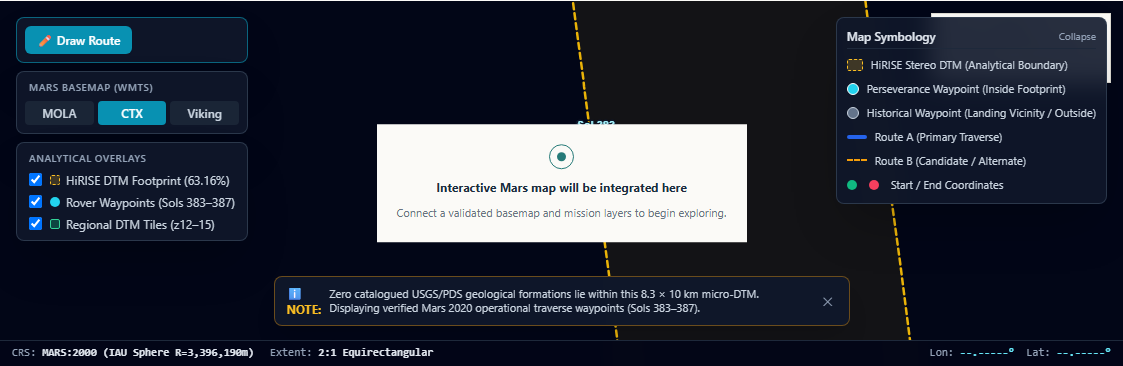 Draw Route
MARS BASEMAP (WMTS)
MOLA
CTX
Viking
ANALYTICAL OVERLAYS
HiRISE DTM Footprint (63.16%)
Rover Waypoints (Sols 383–387)
Regional DTM Tiles (z12–15)
Sol 383
Interactive Mars map will be integrated here
Connect a validated basemap and mission layers to begin exploring.
Map Symbology
Collapse
HiRISE Stereo DTM (Analytical Boundary)
Perseverance Waypoint (Inside Footprint)
Historical Waypoint (Landing Vicinity / Outside)
Route A (Primary Traverse)
Route B (Candidate / Alternate)
Start / End Coordinates
NOTE:
Zero catalogued USGS/PDS geological formations lie within this 8.3 × 10 km micro-DTM.
Displaying verified Mars 2020 operational traverse waypoints (Sols 383–387).
CRS: MARS:2000 (IAU Sphere R=3,396,190m) Extent: 2:1 Equirectangular
Lon: --.-----° Lat: --.-----°